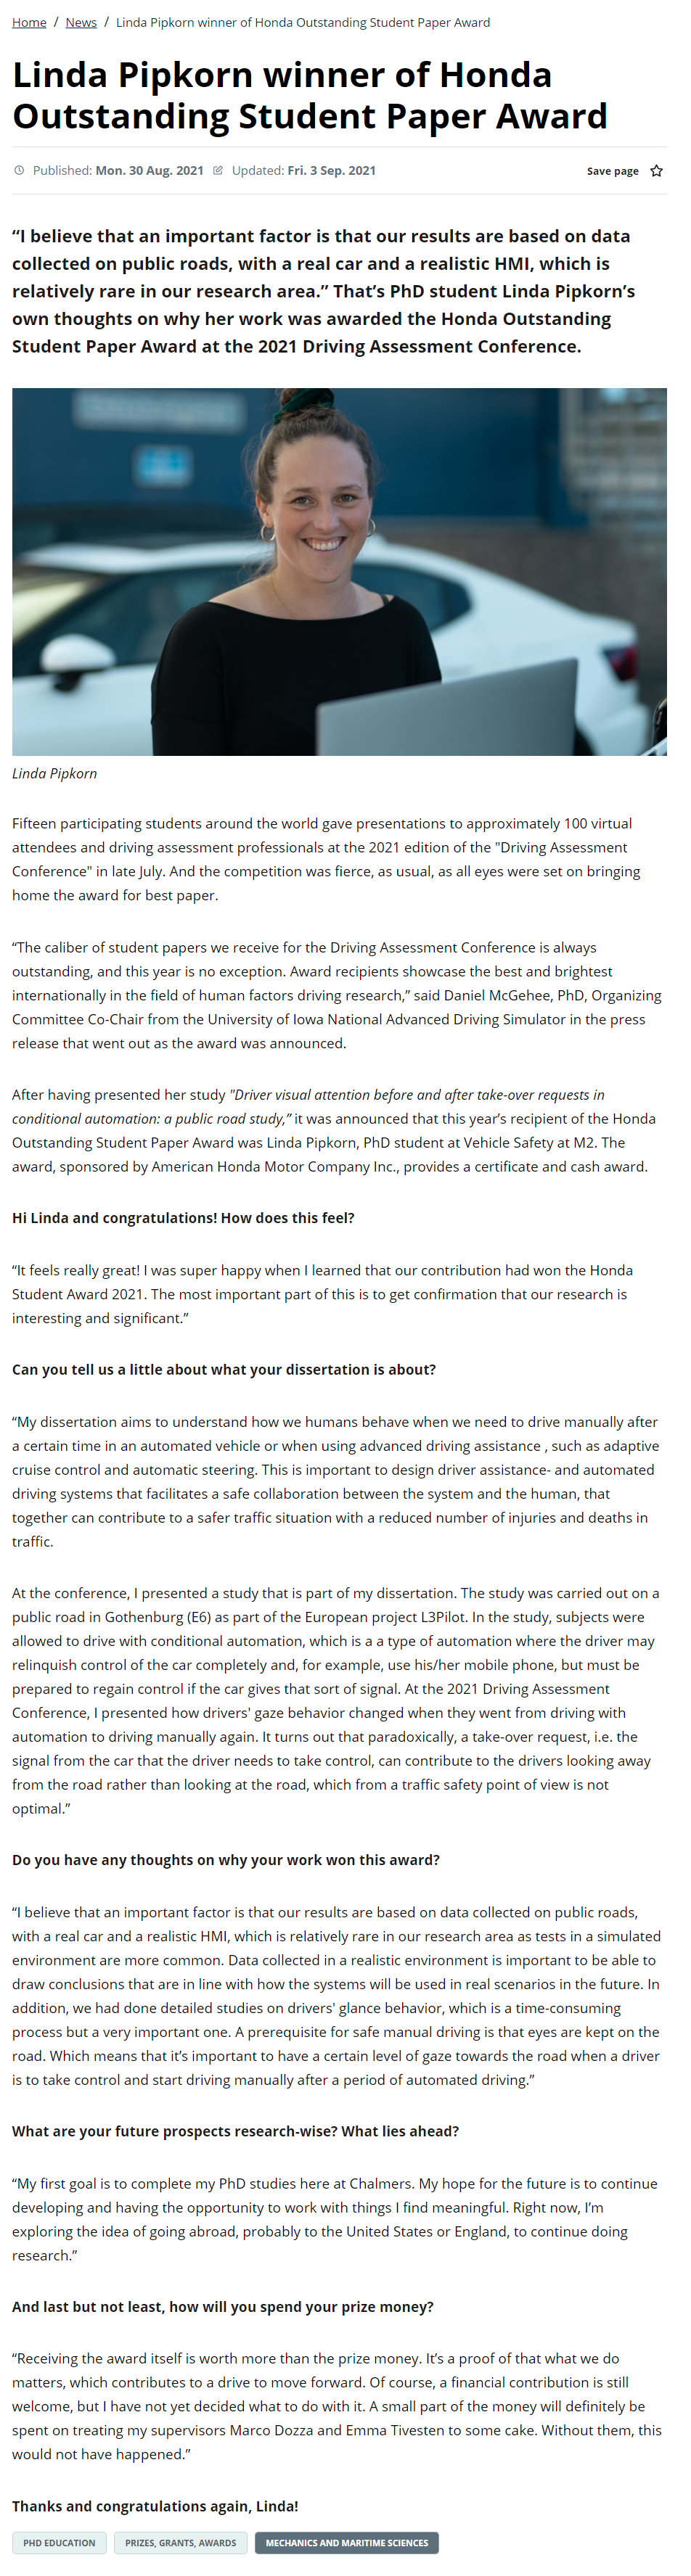 Home / News / Linda Pipkorn winner of Honda Outstanding Student Paper Award
Linda Pipkorn winner of Honda
Outstanding Student Paper Award
Published: Mon. 30 Aug. 2021 Updated: Fri. 3 Sep. 2021 Save page
“I believe that an important factor is that our results are based on data
collected on public roads, with a real car and a realistic HMI, which is
relatively rare in our research area.” That’s PhD student Linda Pipkorn’s
own thoughts on why her work was awarded the Honda Outstanding
Student Paper Award at the 2021 Driving Assessment Conference.
Linda Pipkorn
Fifteen participating students around the world gave presentations to approximately 100 virtual
attendees and driving assessment professionals at the 2021 edition of the "Driving Assessment
Conference" in late July. And the competition was fierce, as usual, as all eyes were set on bringing
home the award for best paper.
“The caliber of student papers we receive for the Driving Assessment Conference is always
outstanding, and this year is no exception. Award recipients showcase the best and brightest
internationally in the field of human factors driving research,” said Daniel McGehee, PhD, Organizing
Committee Co-Chair from the University of Iowa National Advanced Driving Simulator in the press
release that went out as the award was announced.
After having presented her study "Driver visual attention before and after take-over requests in
conditional automation: a public road study,” it was announced that this year’s recipient of the Honda
Outstanding Student Paper Award was Linda Pipkorn, PhD student at Vehicle Safety at M2. The
award, sponsored by American Honda Motor Company Inc., provides a certificate and cash award.
Hi Linda and congratulations! How does this feel?
“It feels really great! I was super happy when I learned that our contribution had won the Honda
Student Award 2021. The most important part of this is to get confirmation that our research is
interesting and significant.”
Can you tell us a little about what your dissertation is about?
“My dissertation aims to understand how we humans behave when we need to drive manually after
a certain time in an automated vehicle or when using advanced driving assistance , such as adaptive
cruise control and automatic steering. This is important to design driver assistance- and automated
driving systems that facilitates a safe collaboration between the system and the human, that
together can contribute to a safer traffic situation with a reduced number of injuries and deaths in
traffic.
At the conference, I presented a study that is part of my dissertation. The study was carried out on a
public road in Gothenburg (E6) as part of the European project L3Pilot. In the study, subjects were
allowed to drive with conditional automation, which is a a type of automation where the driver may
relinquish control of the car completely and, for example, use his/her mobile phone, but must be
prepared to regain control if the car gives that sort of signal. At the 2021 Driving Assessment
Conference, I presented how drivers' gaze behavior changed when they went from driving with
automation to driving manually again. It turns out that paradoxically, a take-over request, i.e. the
signal from the car that the driver needs to take control, can contribute to the drivers looking away
from the road rather than looking at the road, which from a traffic safety point of view is not
optimal.”
Do you have any thoughts on why your work won this award?
“I believe that an important factor is that our results are based on data collected on public roads,
with a real car and a realistic HMI, which is relatively rare in our research area as tests in a simulated
environment are more common. Data collected in a realistic environment is important to be able to
draw conclusions that are in line with how the systems will be used in real scenarios in the future. In
addition, we had done detailed studies on drivers' glance behavior, which is a time-consuming
process but a very important one. A prerequisite for safe manual driving is that eyes are kept on the
road. Which means that it’s important to have a certain level of gaze towards the road when a driver
is to take control and start driving manually after a period of automated driving.”
What are your future prospects research-wise? What lies ahead?
“My first goal is to complete my PhD studies here at Chalmers. My hope for the future is to continue
developing and having the opportunity to work with things I find meaningful. Right now, I’m
exploring the idea of going abroad, probably to the United States or England, to continue doing
research.”
And last but not least, how will you spend your prize money?
“Receiving the award itself is worth more than the prize money. It’s a proof of that what we do
matters, which contributes to a drive to move forward. Of course, a financial contribution is still
welcome, but I have not yet decided what to do with it. A small part of the money will definitely be
spent on treating my supervisors Marco Dozza and Emma Tivesten to some cake. Without them, this
would not have happened.”
Thanks and congratulations again, Linda!
PHD EDUCATION PRIZES, GRANTS, AWARDS MECHANICS AND MARITIME SCIENCES